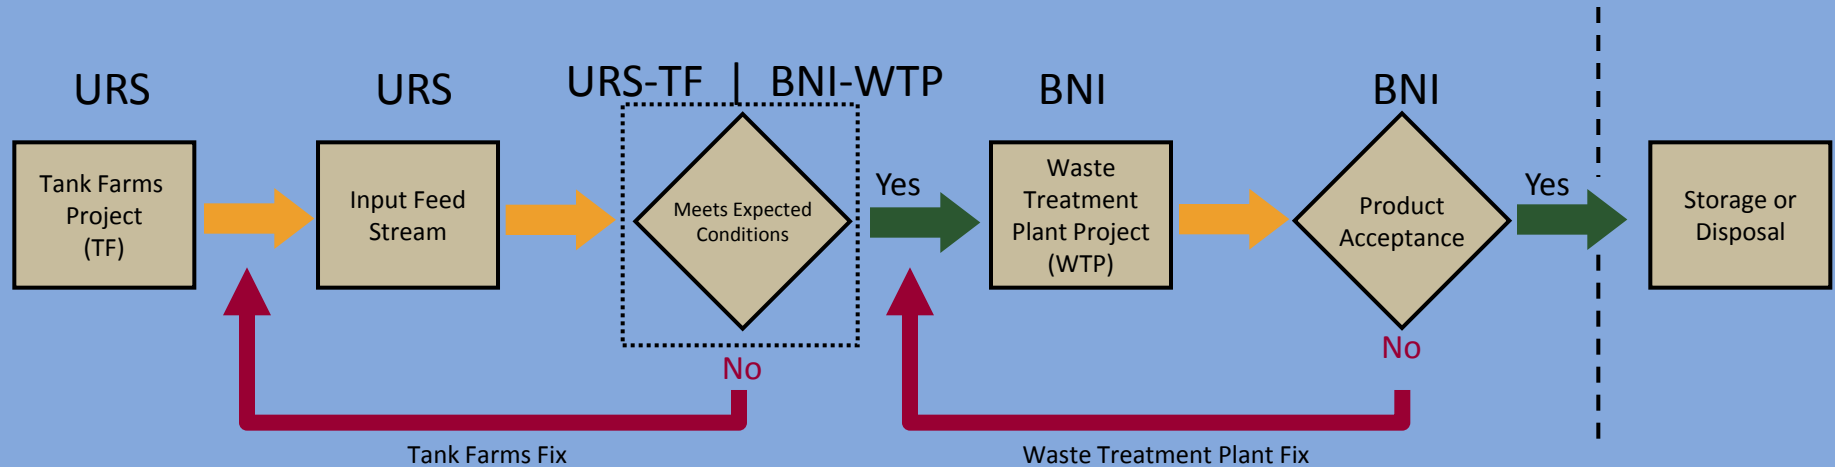 URS
URS
URS-TF | BNI-WTP
BNI
BNI
Tank Farms
Project
(TF)
Input Feed
Stream
Meets Expected
Conditions
Yes
Waste
Treatment
Plant Project
(WTP)
Product
Acceptance
Yes
Storage or
Disposal
No
No
Tank Farms Fix
Waste Treatment Plant Fix